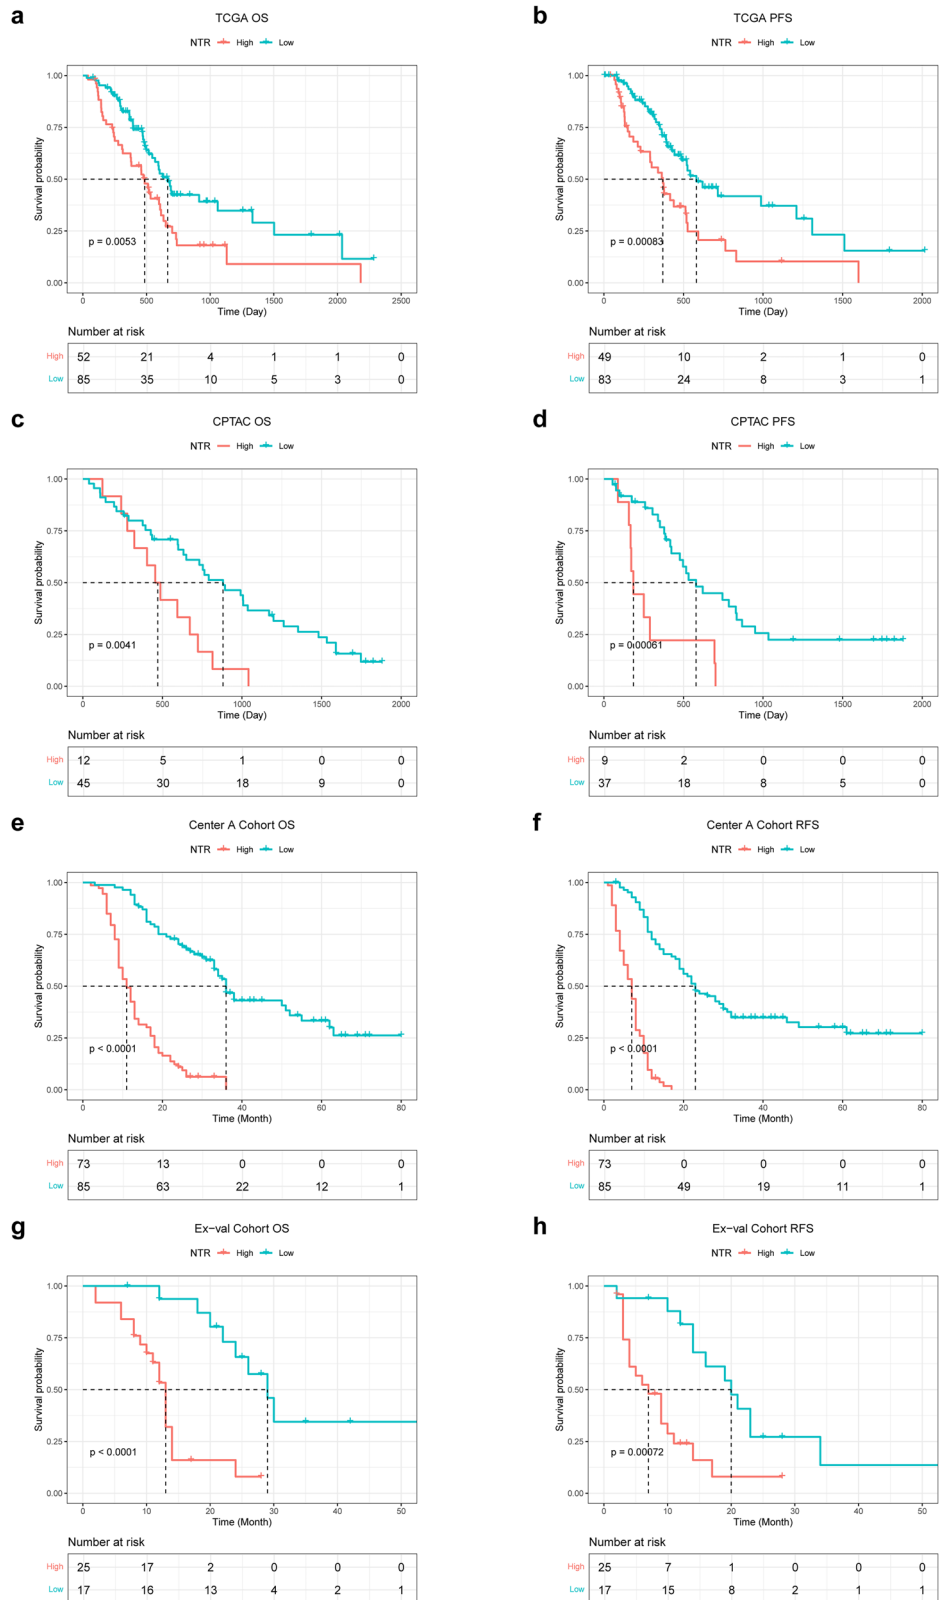 a
TCGA OS
NTR High Low
1.00
0.75
0.50
0.25
0.00
Survival probability
p = 0.0053
0 500 1000 1500 2000 2500
Time (Day)
Number at risk
High 52 21 4 1 1 0
Low 85 35 10 5 3 0
b
TCGA PFS
NTR High Low
1.00
0.75
0.50
0.25
0.00
Survival probability
p = 0.00083
0 500 1000 1500 2000
Time (Day)
Number at risk
High 49 10 2 1 0
Low 83 24 8 3 1
c
CPTAC OS
NTR High Low
1.00
0.75
0.50
0.25
0.00
Survival probability
p = 0.0041
0 500 1000 1500 2000
Time (Day)
Number at risk
High 12 5 1 0 0
Low 45 30 18 9 0
d
CPTAC PFS
NTR High Low
1.00
0.75
0.50
0.25
0.00
Survival probability
p = 0.00061
0 500 1000 1500 2000
Time (Day)
Number at risk
High 9 2 0 0 0
Low 37 18 8 5 0
e
Center A Cohort OS
NTR High Low
1.00
0.75
0.50
0.25
0.00
Survival probability
p < 0.0001
0 20 40 60 80
Time (Month)
Number at risk
High 73 13 0 0 0
Low 85 63 22 12 1
f
Center A Cohort RFS
NTR High Low
1.00
0.75
0.50
0.25
0.00
Survival probability
p < 0.0001
0 20 40 60 80
Time (Month)
Number at risk
High 73 0 0 0 0
Low 85 49 19 11 1
g
Ex−val Cohort OS
NTR High Low
1.00
0.75
0.50
0.25
0.00
Survival probability
p < 0.0001
0 10 20 30 40 50
Time (Month)
Number at risk
High 25 17 2 0 0 0
Low 17 16 13 4 2 1
h
Ex−val Cohort RFS
NTR High Low
1.00
0.75
0.50
0.25
0.00
Survival probability
p = 0.00072
0 10 20 30 40 50
Time (Month)
Number at risk
High 25 7 1 0 0 0
Low 17 15 8 2 1 1